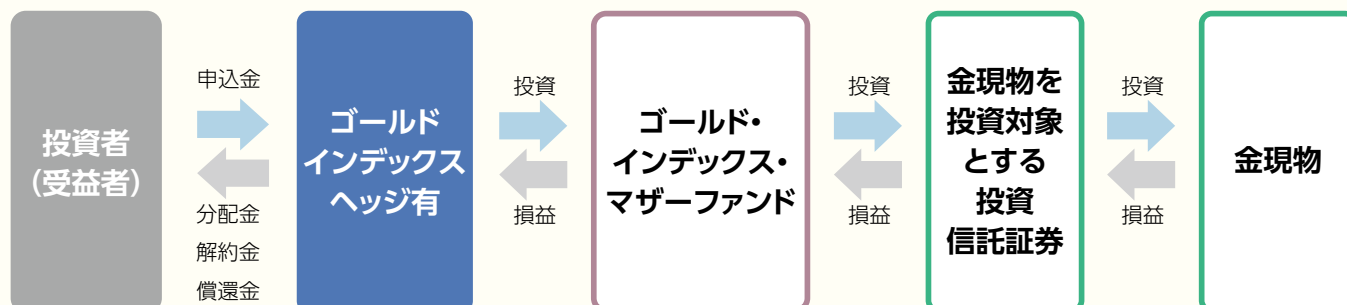 投資者
(受益者)
申込金
分配金
解約金
償還金
ゴールド
インデックス
ヘッジ有
投資
損益
ゴールド・
インデックス・
マザーファンド
投資
損益
金現物を
投資対象
とする
投資
信託証券
投資
損益
金現物